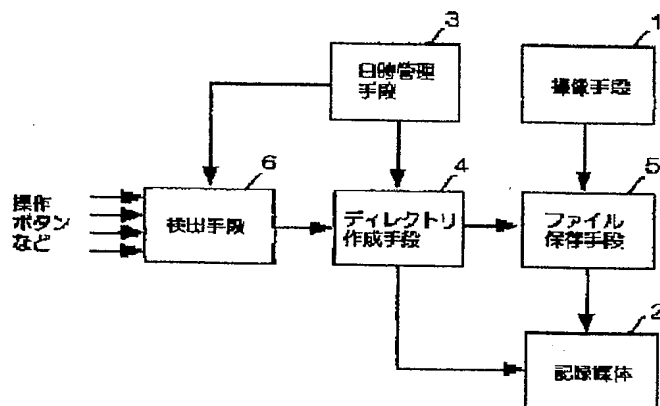 3
日時管理
手段
1
撮像手段
6
検出手段
4
ディレクトリ
作成手段
5
ファイル
保存手段
操作
ボタン
など
2
記録媒体